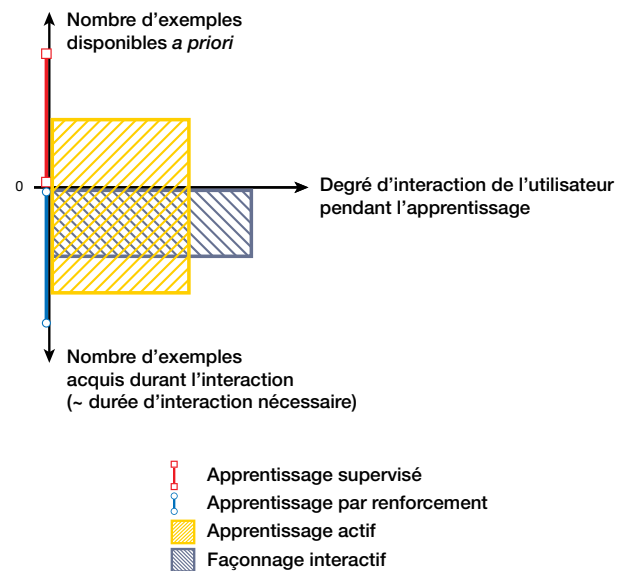 Nombre d’exemples
disponibles a priori
0
Degré d’interaction de l’utilisateur
pendant l’apprentissage
Nombre d’exemples
acquis durant l’interaction
(~ durée d’interaction nécessaire)
Apprentissage supervisé
Apprentissage par renforcement
Apprentissage actif
Façonnage interactif